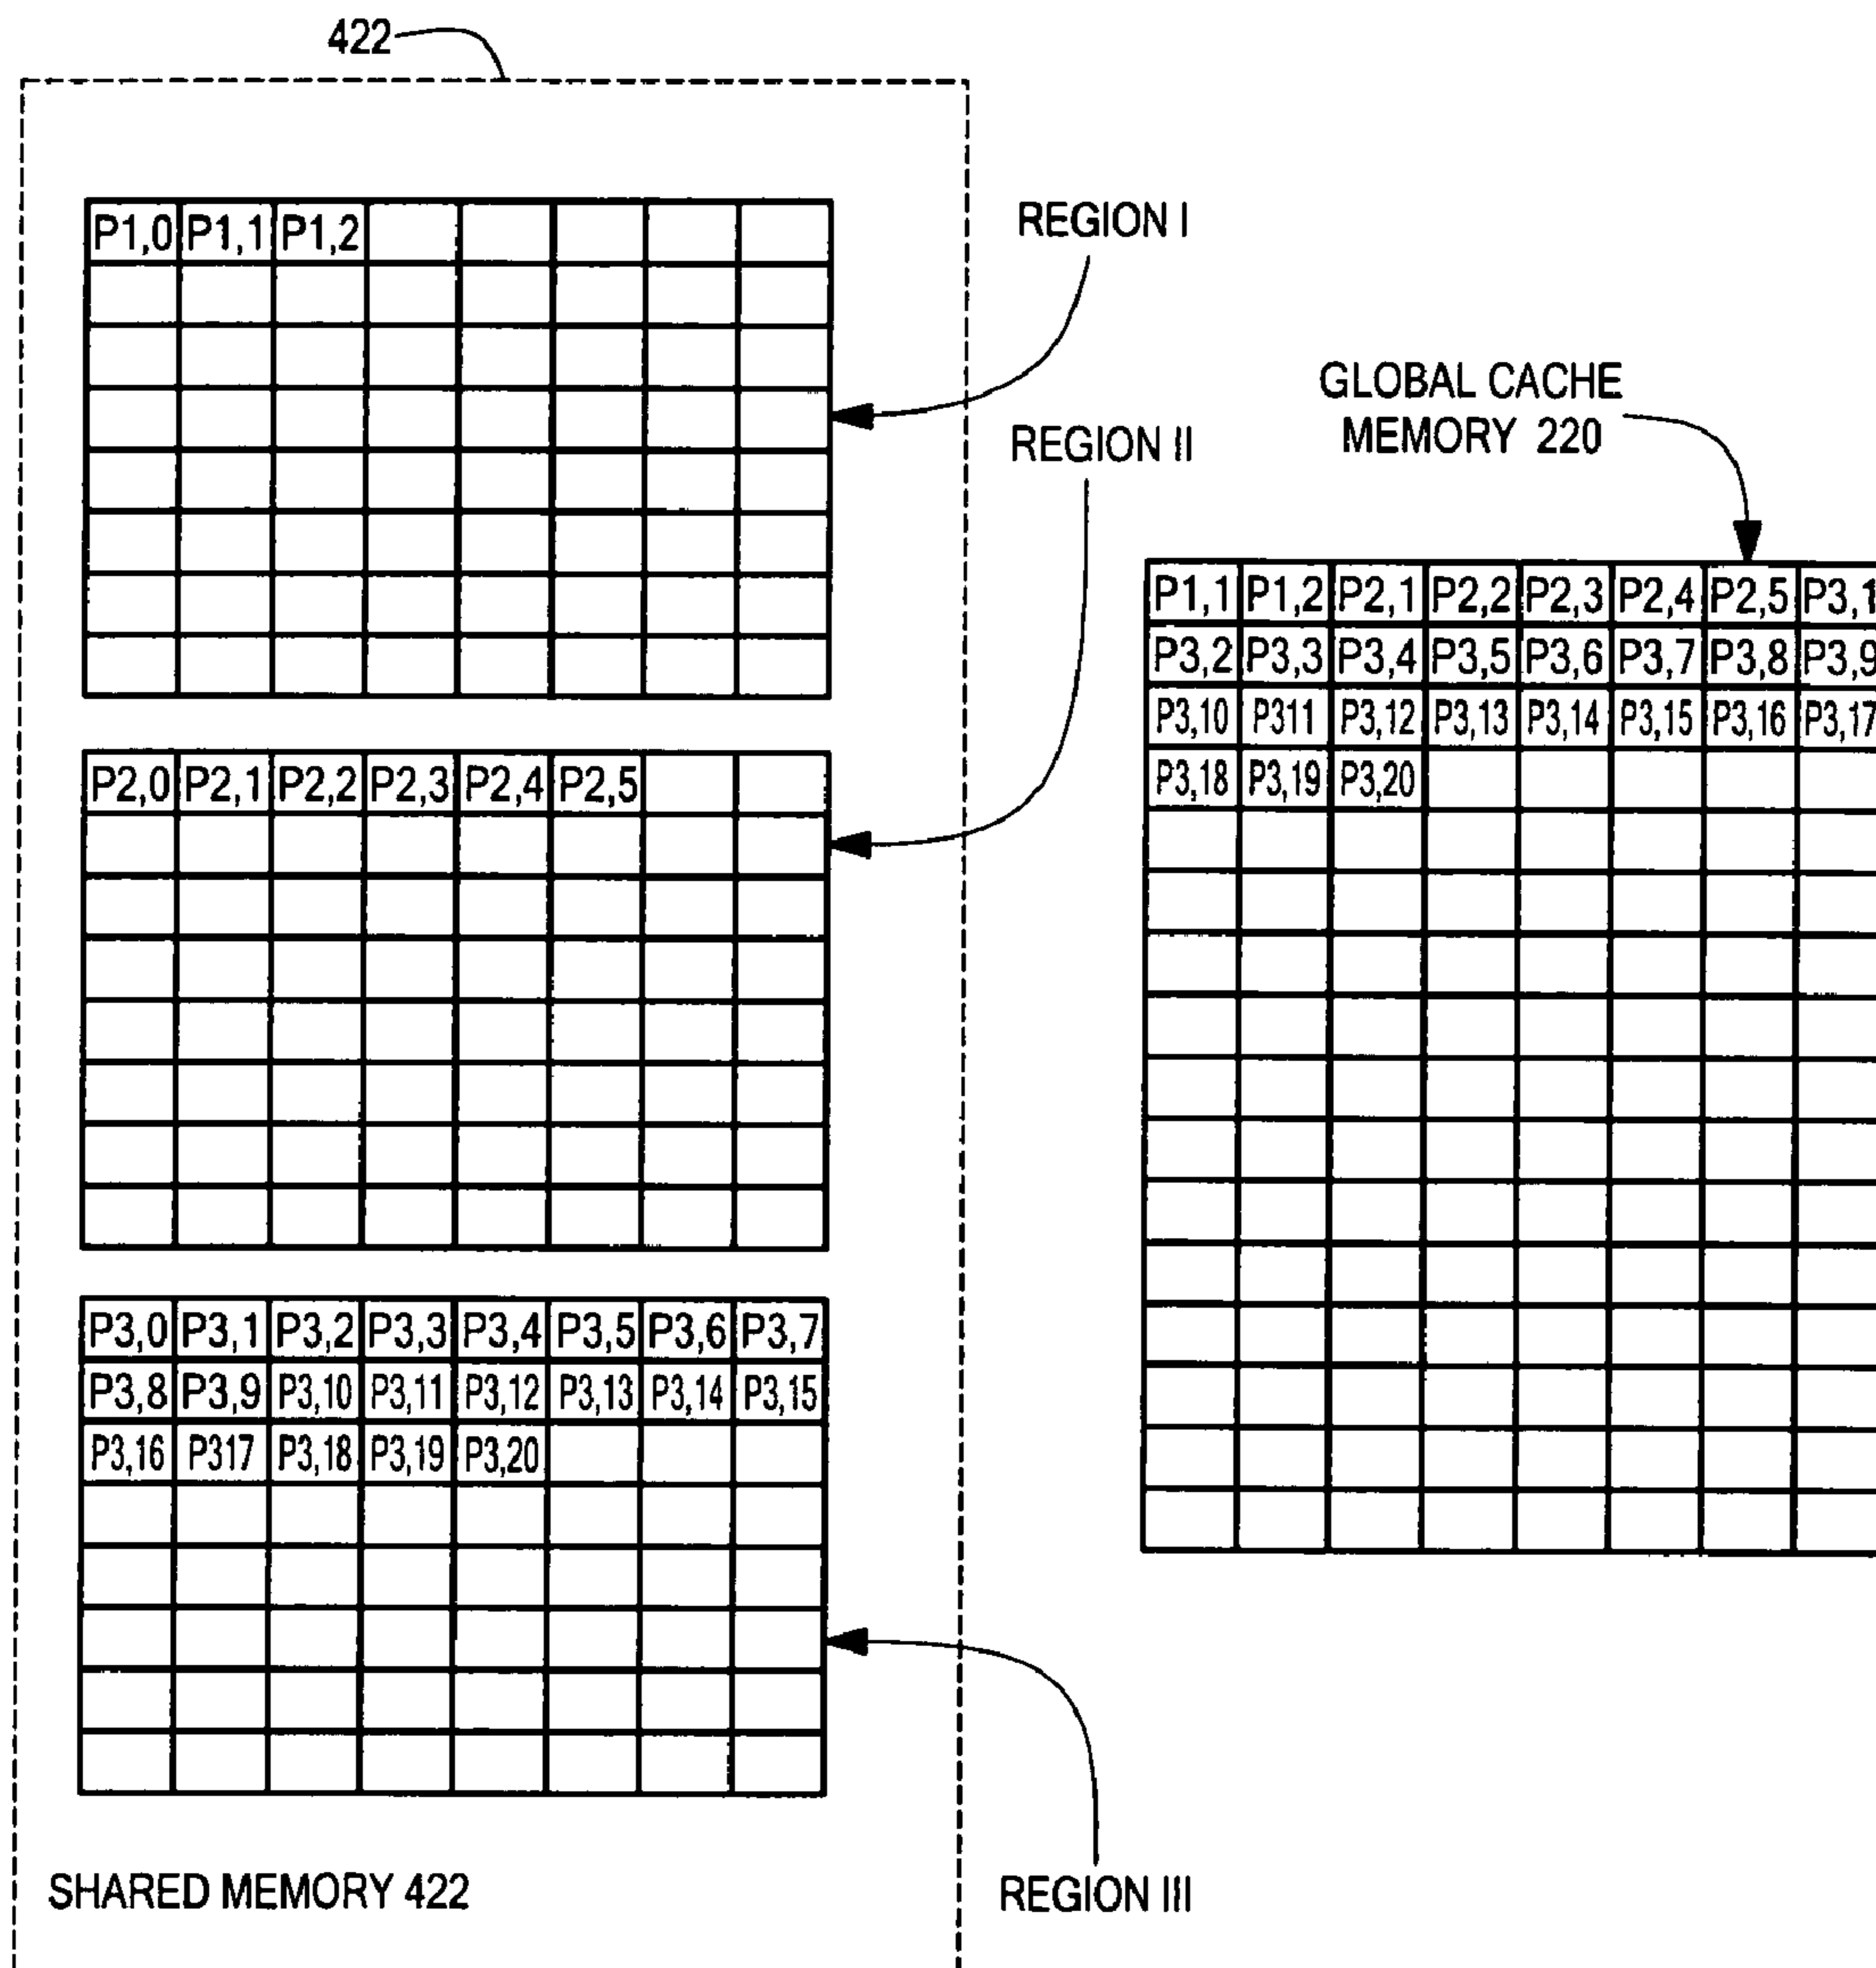 422
P1,0 P1,1 P1,2
REGION I
GLOBAL CACHE
MEMORY 220
REGION II
P1,1 P1,2 P2,1 P2,2 P2,3 P2,4 P2,5 P3,1
P3,2 P3,3 P3,4 P3,5 P3,6 P3,7 P3,8 P3,9
P3,10 P311 P3,12 P3,13 P3,14 P3,15 P3,16 P3,17
P3,18 P3,19 P3,20
P2,0 P2,1 P2,2 P2,3 P2,4 P2,5
P3,0 P3,1 P3,2 P3,3 P3,4 P3,5 P3,6 P3,7
P3,8 P3,9 P3,10 P3,11 P3,12 P3,13 P3,14 P3,15
P3,16 P317 P3,18 P3,19 P3,20
SHARED MEMORY 422
REGION III